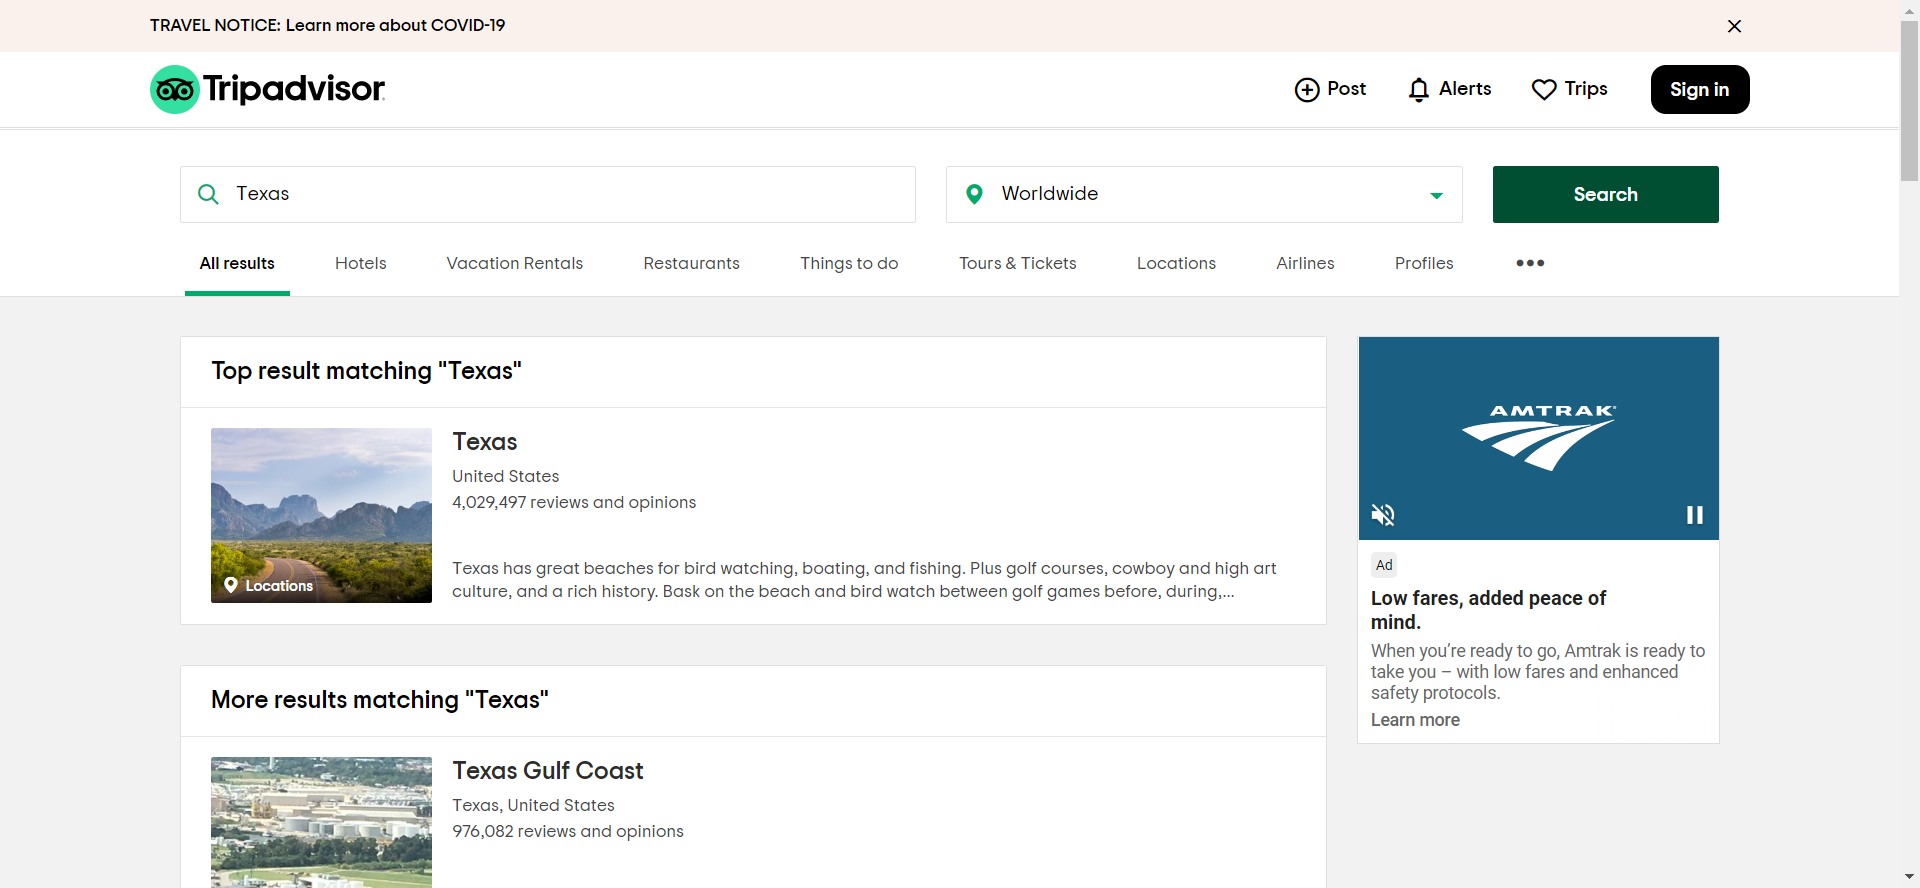 TRAVEL NOTICE: Learn more about COVID-19
Tripadvisor
Post
Alerts
Trips
Sign in
Texas
Worldwide
Search
All results
Hotels
Vacation Rentals
Restaurants
Things to do
Tours & Tickets
Locations
Airlines
Profiles
Top result matching "Texas"
Texas
United States
4,029,497 reviews and opinions
Texas has great beaches for bird watching, boating, and fishing. Plus golf courses, cowboy and high art
culture, and a rich history. Bask on the beach and bird watch between golf games before, during,...
Locations
More results matching "Texas"
Texas Gulf Coast
Texas, United States
976,082 reviews and opinions
AMTRAK
Ad
Low fares, added peace of
mind.
When you’re ready to go, Amtrak is ready to
take you – with low fares and enhanced
safety protocols.
Learn more